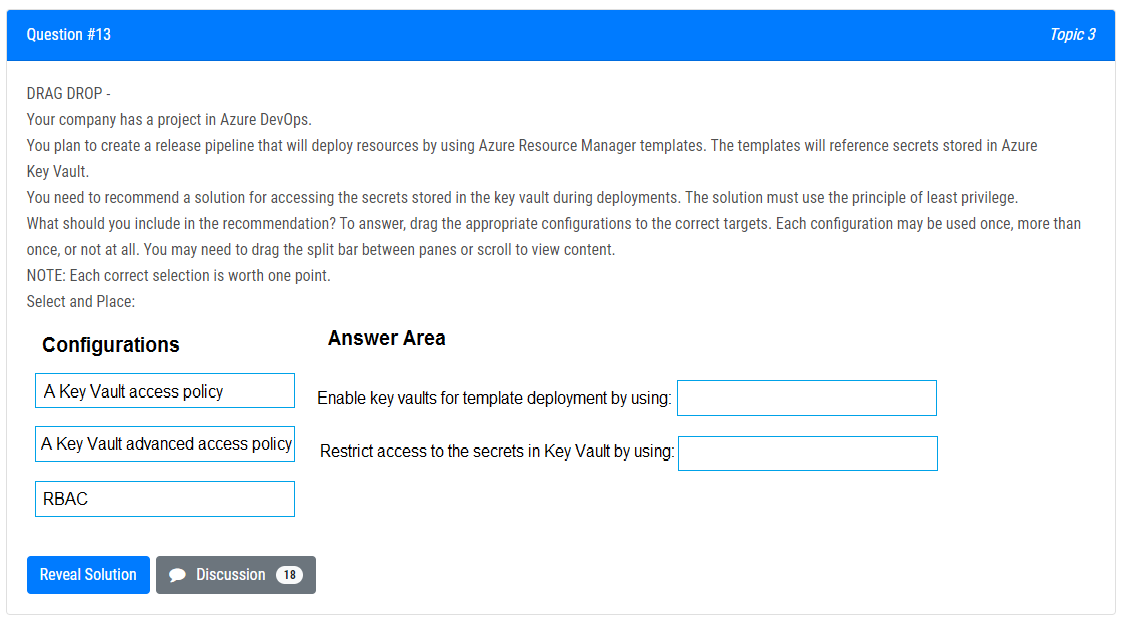 Question #13
Topic 3
DRAG DROP -
Your company has a project in Azure DevOps.
You plan to create a release pipeline that will deploy resources by using Azure Resource Manager templates. The templates will reference secrets stored in Azure
Key Vault.
You need to recommend a solution for accessing the secrets stored in the key vault during deployments. The solution must use the principle of least privilege.
What should you include in the recommendation? To answer, drag the appropriate configurations to the correct targets. Each configuration may be used once, more than
once, or not at all. You may need to drag the split bar between panes or scroll to view content.
NOTE: Each correct selection is worth one point.
Select and Place:
Configurations
A Key Vault access policy
A Key Vault advanced access policy
RBAC
Answer Area
Enable key vaults for template deployment by using:
Restrict access to the secrets in Key Vault by using:
Reveal Solution
Discussion 18